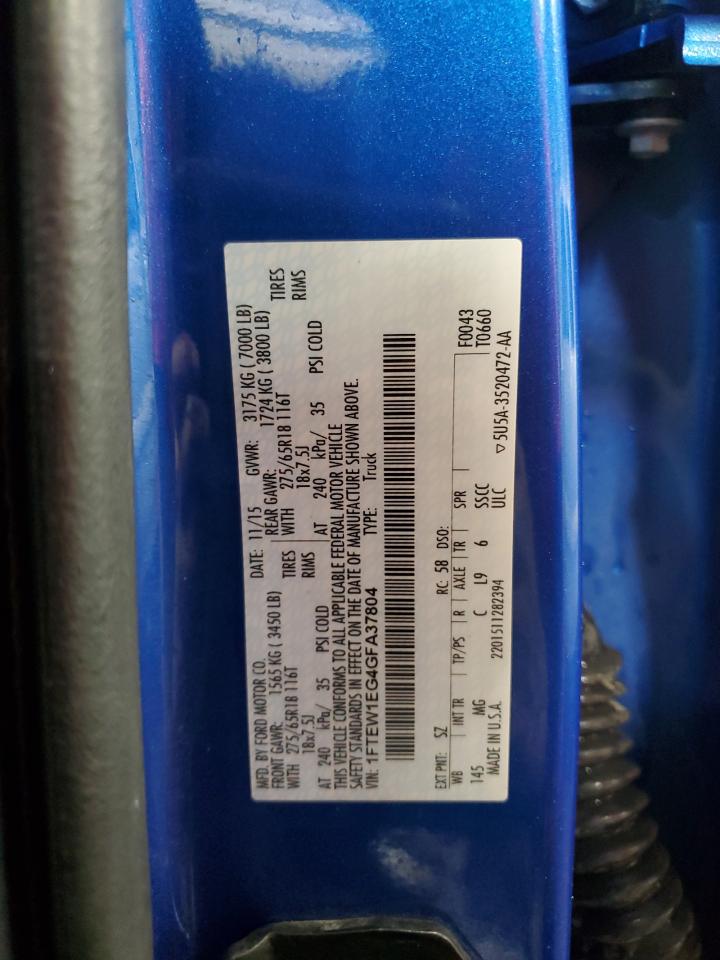 MFD. BY FORD MOTOR CO. DATE: 11/15 GVWR: 3175 KG ( 7000 LB)
FRONT GAWR: 1565 KG ( 3450 LB) REAR GAWR: 1724 KG ( 3800 LB)
WITH 275/65R18 116T TIRES WITH 275/65R18 116T TIRES
18x7.5J RIMS 18x7.5J RIMS
AT 240 kPa/ 35 PSI COLD AT 240 kPa/ 35 PSI COLD
THIS VEHICLE CONFORMS TO ALL APPLICABLE FEDERAL MOTOR VEHICLE
SAFETY STANDARDS IN EFFECT ON THE DATE OF MANUFACTURE SHOWN ABOVE.
VIN: 1FTEW1EG4GFA37804 TYPE: Truck
EXT PNT: SZ RC: 58 DSO: F0043
WB INT TR TP/PS R AXLE TR SPR T0660
145 MG C L9 6 SSCC ▽5U5A-3520472-AA
MADE IN U.S.A. 2201511282394 ULC